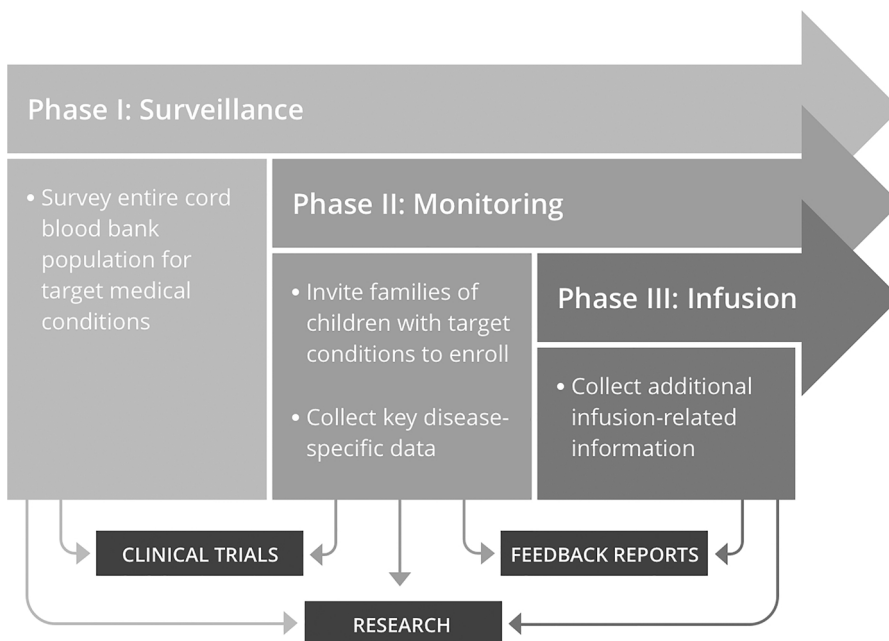 Phase I: Surveillance
• Survey entire cord
blood bank
population for
target medical
conditions
Phase II: Monitoring
• Invite families of
children with target
conditions to enroll
• Collect key disease-
specific data
Phase III: Infusion
• Collect additional
infusion-related
information
CLINICAL TRIALS
FEEDBACK REPORTS
RESEARCH